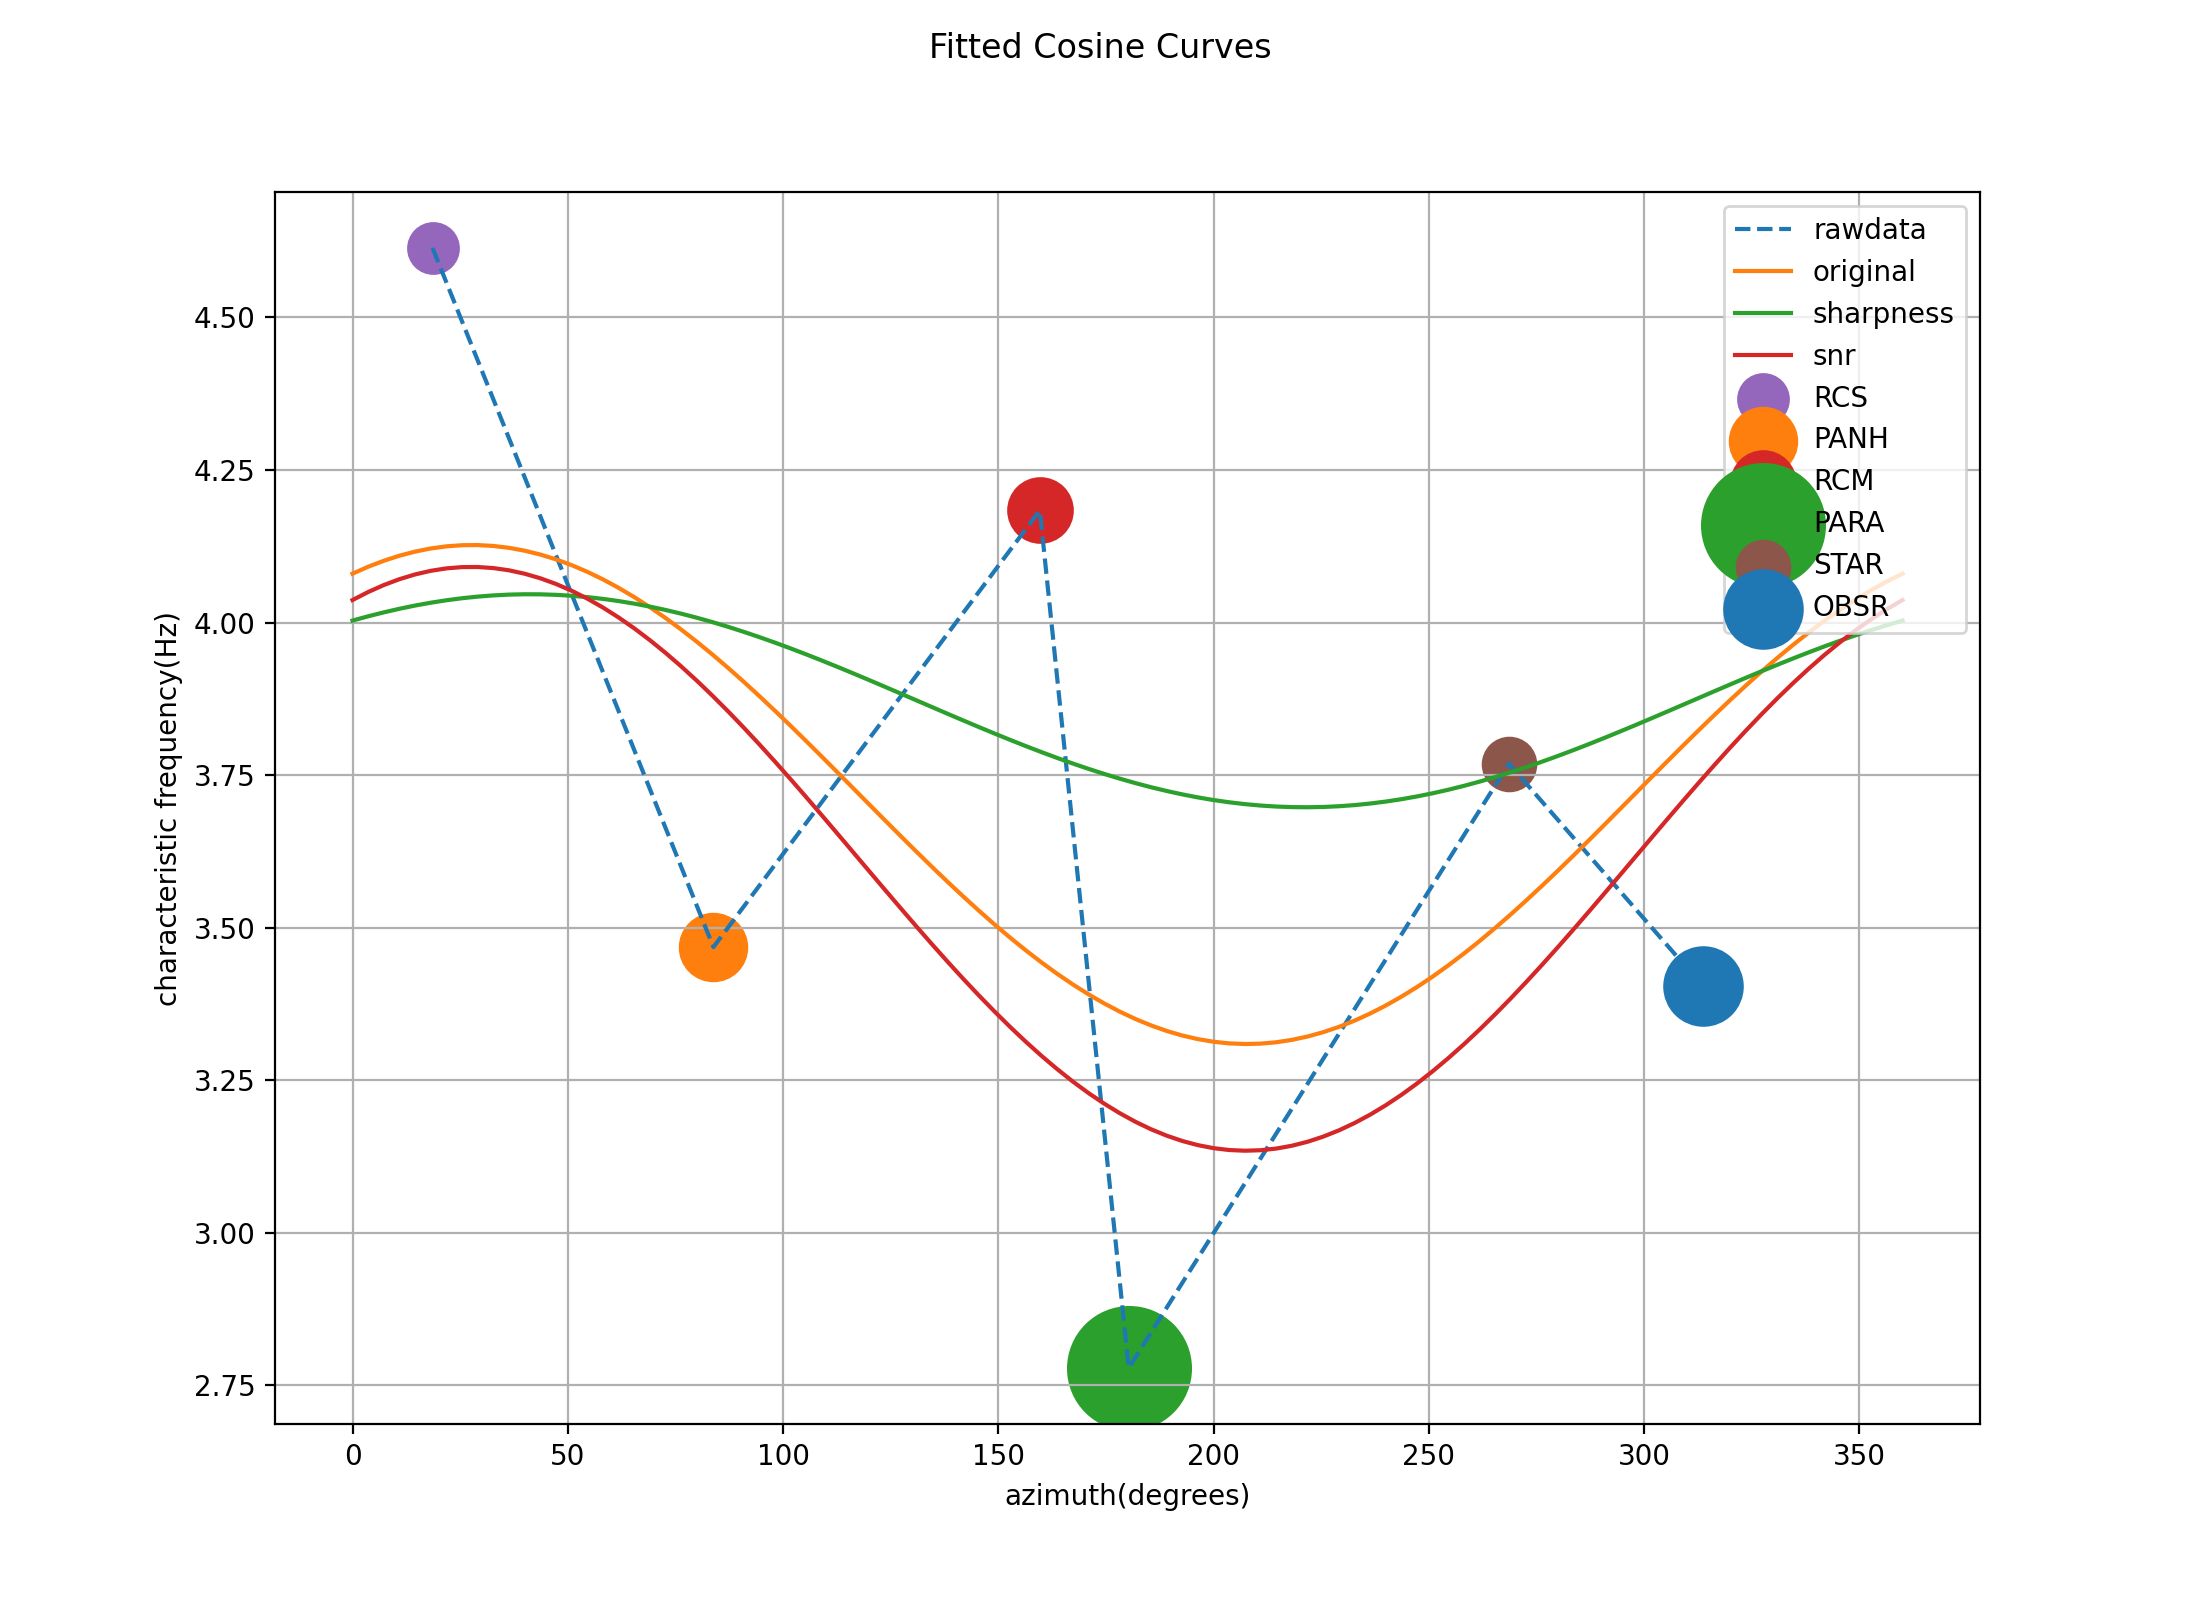 Fitted Cosine Curves
rawdata
original
sharpness
snr
RCS
PANH
RCM
PARA
STAR
OBSR
characteristic frequency(Hz)
4.50
4.25
4.00
3.75
3.50
3.25
3.00
2.75
0 50 100 150 200 250 300 350
azimuth(degrees)